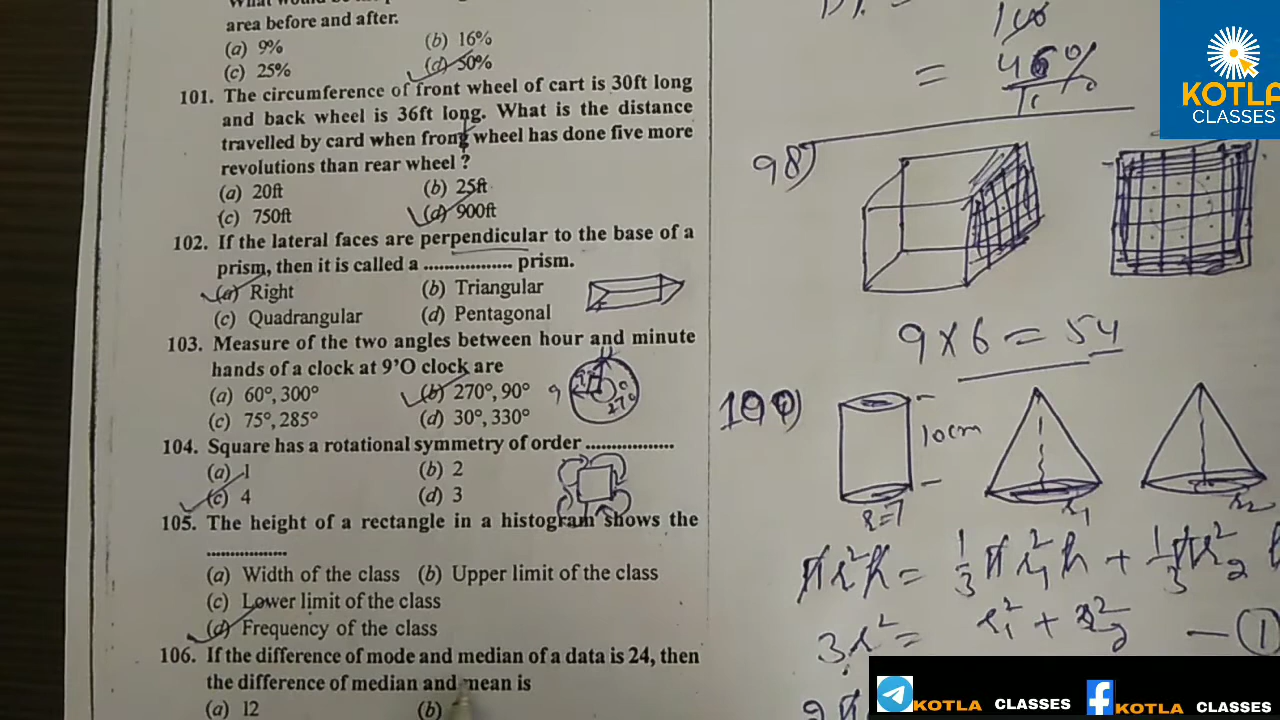 area before and after.
(a) 9% (b) 16%
(c) 25% (d) 50%
101. The circumference of front wheel of cart is 30ft long
and back wheel is 36ft long. What is the distance
travelled by card when frong wheel has done five more
revolutions than rear wheel ?
(a) 20ft (b) 25ft
(c) 750ft (d) 900ft
102. If the lateral faces are perpendicular to the base of a
prism, then it is called a .................. prism.
(a) Right (b) Triangular
(c) Quadrangular (d) Pentagonal
103. Measure of the two angles between hour and minute
hands of a clock at 9'O clock are
(a) 60°, 300° (b) 270°, 90°
(c) 75°, 285° (d) 30°, 330°
9
270
104. Square has a rotational symmetry of order .................
(a) 1 (b) 2
(c) 4 (d) 3
105. The height of a rectangle in a histogram shows the
.................
(a) Width of the class (b) Upper limit of the class
(c) Lower limit of the class
(d) Frequency of the class
106. If the difference of mode and median of a data is 24, then
the difference of median and mean is
(a) 12 (b)
100
= %
98)
9 × 6 = 54
10cm
r=7 r1 r2
πr²h = 1/3 πr1²h + 1/3 πr2²
3r² = r1² + r2² — 1
KOTLA
CLASSES
KOTLA CLASSES
KOTLA CLASSES